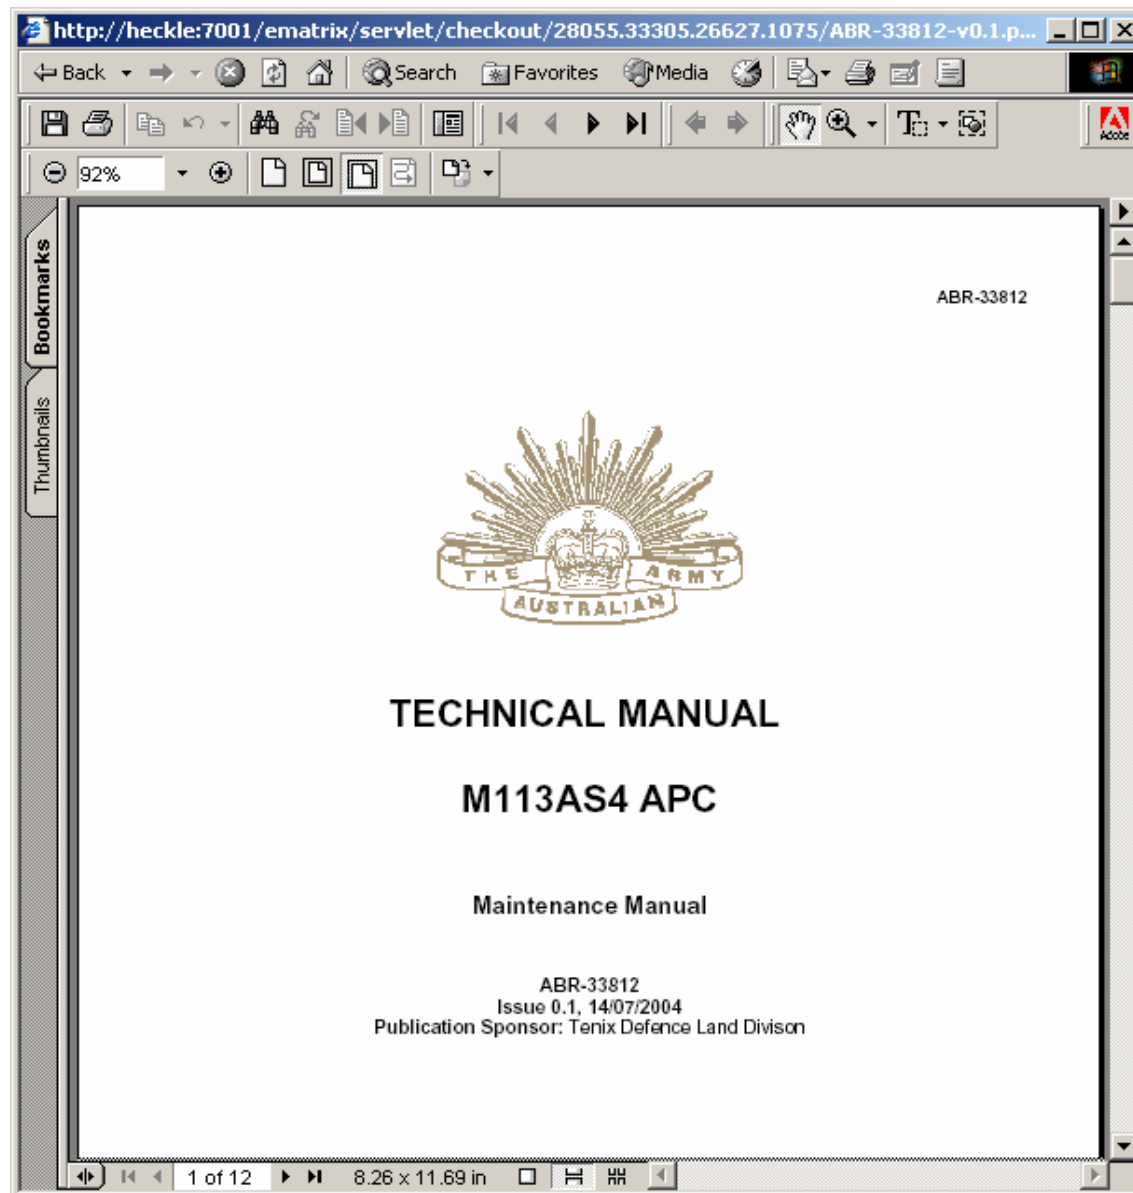 http://heckle:7001/ematrix/servlet/checkout/28055.33305.26627.1075/ABR-33812-v0.1.p...
Back Search Favorites Media
Adobe
92%
Bookmarks
Thumbnails
ABR-33812
THE ARMY
AUSTRALIAN
TECHNICAL MANUAL
M113AS4 APC
Maintenance Manual
ABR-33812
Issue 0.1, 14/07/2004
Publication Sponsor: Tenix Defence Land Divison
1 of 12 8.26 x 11.69 in